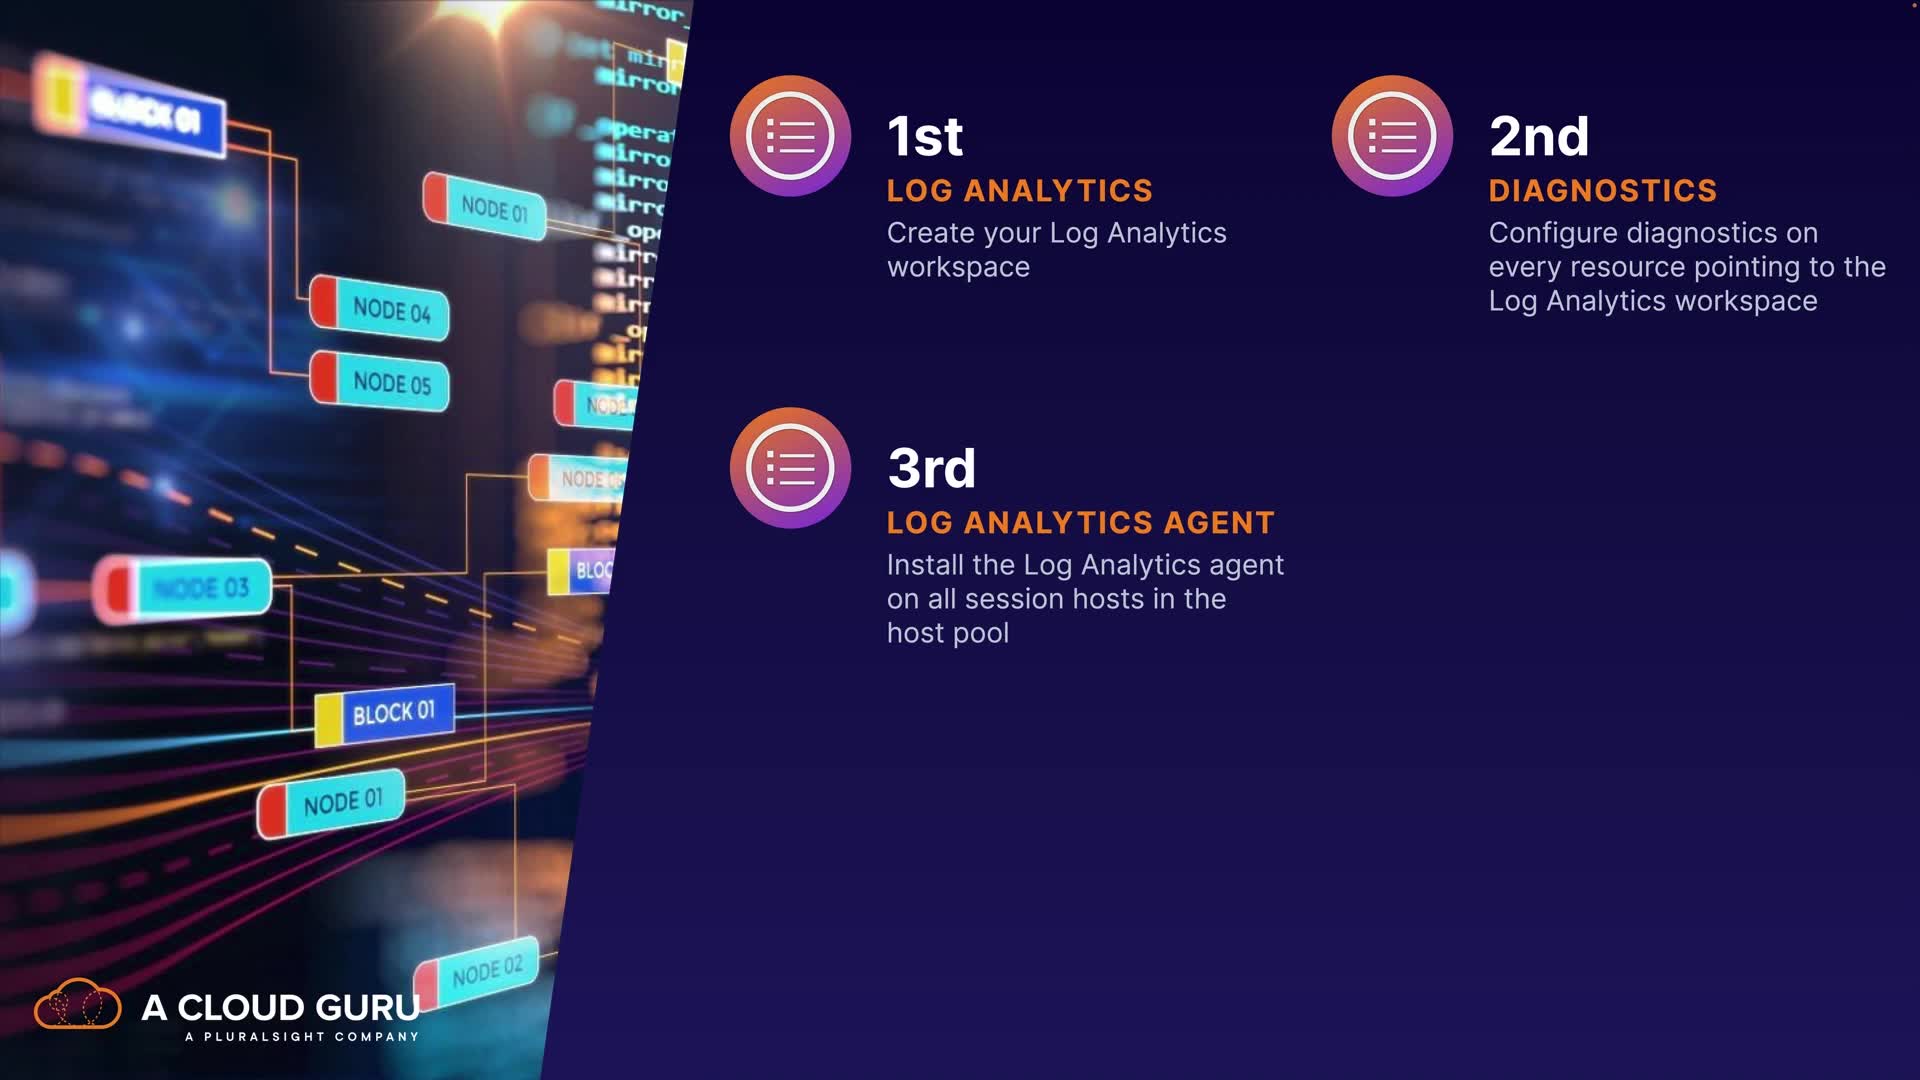 1st
LOG ANALYTICS
Create your Log Analytics
workspace
2nd
DIAGNOSTICS
Configure diagnostics on
every resource pointing to the
Log Analytics workspace
3rd
LOG ANALYTICS AGENT
Install the Log Analytics agent
on all session hosts in the
host pool
BLOCK 01
NODE 01
NODE 04
NODE 05
NODE 03
BLOCK 01
NODE 01
NODE 02
A CLOUD GURU
A PLURALSIGHT COMPANY